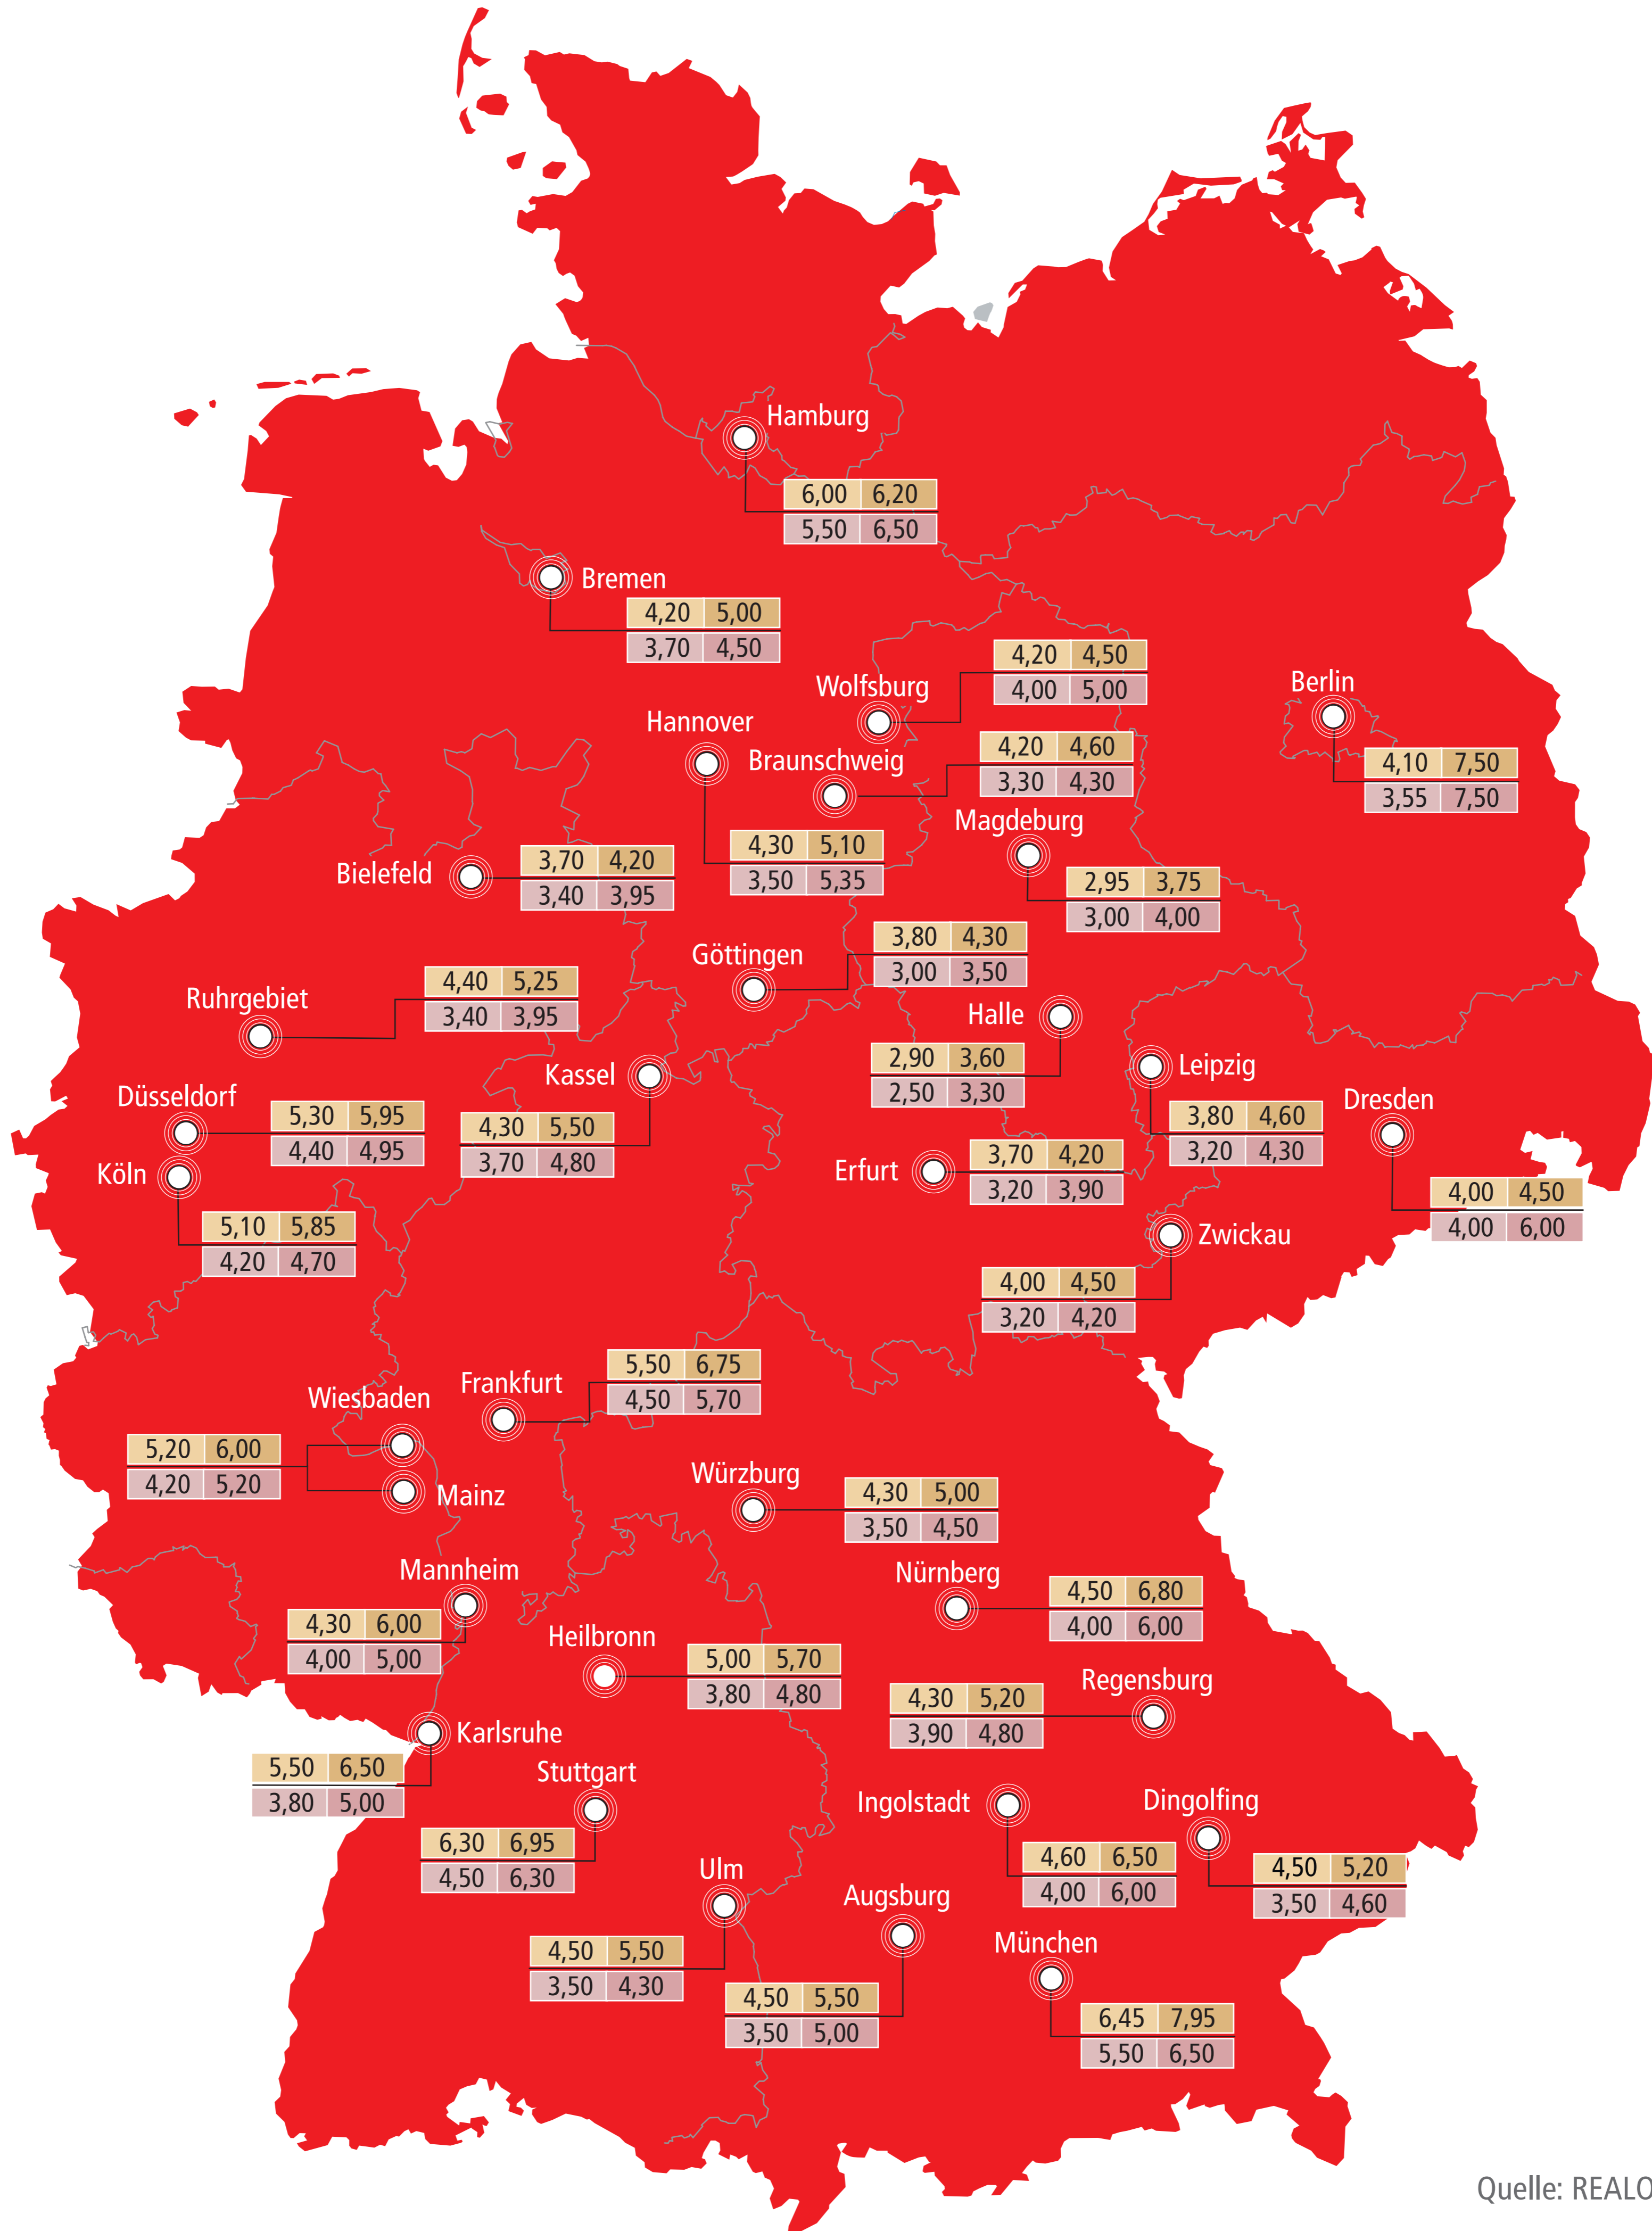 Hamburg
6,00 6,20
5,50 6,50
Bremen
4,20 5,00
3,70 4,50
Wolfsburg
4,20 4,50
4,00 5,00
Berlin
4,10 7,50
3,55 7,50
Hannover
4,30 5,10
3,50 5,35
Braunschweig
4,20 4,60
3,30 4,30
Magdeburg
2,95 3,75
3,00 4,00
Bielefeld
3,70 4,20
3,40 3,95
Göttingen
3,80 4,30
3,00 3,50
Ruhrgebiet
4,40 5,25
3,40 3,95
Halle
2,90 3,60
2,50 3,30
Kassel
4,30 5,50
3,70 4,80
Leipzig
3,80 4,60
3,20 4,30
Düsseldorf
5,30 5,95
4,40 4,95
Dresden
4,00 4,50
4,00 6,00
Köln
5,10 5,85
4,20 4,70
Erfurt
3,70 4,20
3,20 3,90
Zwickau
4,00 4,50
3,20 4,20
Frankfurt
5,50 6,75
4,50 5,70
Wiesbaden
5,20 6,00
4,20 5,20
Mainz
Würzburg
4,30 5,00
3,50 4,50
Mannheim
4,30 6,00
4,00 5,00
Nürnberg
4,50 6,80
4,00 6,00
Heilbronn
5,00 5,70
3,80 4,80
Regensburg
4,30 5,20
3,90 4,80
Karlsruhe
5,50 6,50
3,80 5,00
Stuttgart
6,30 6,95
4,50 6,30
Ingolstadt
4,60 6,50
4,00 6,00
Dingolfing
4,50 5,20
3,50 4,60
Ulm
4,50 5,50
3,50 4,30
Augsburg
4,50 5,50
3,50 5,00
München
6,45 7,95
5,50 6,50
Quelle: REALO